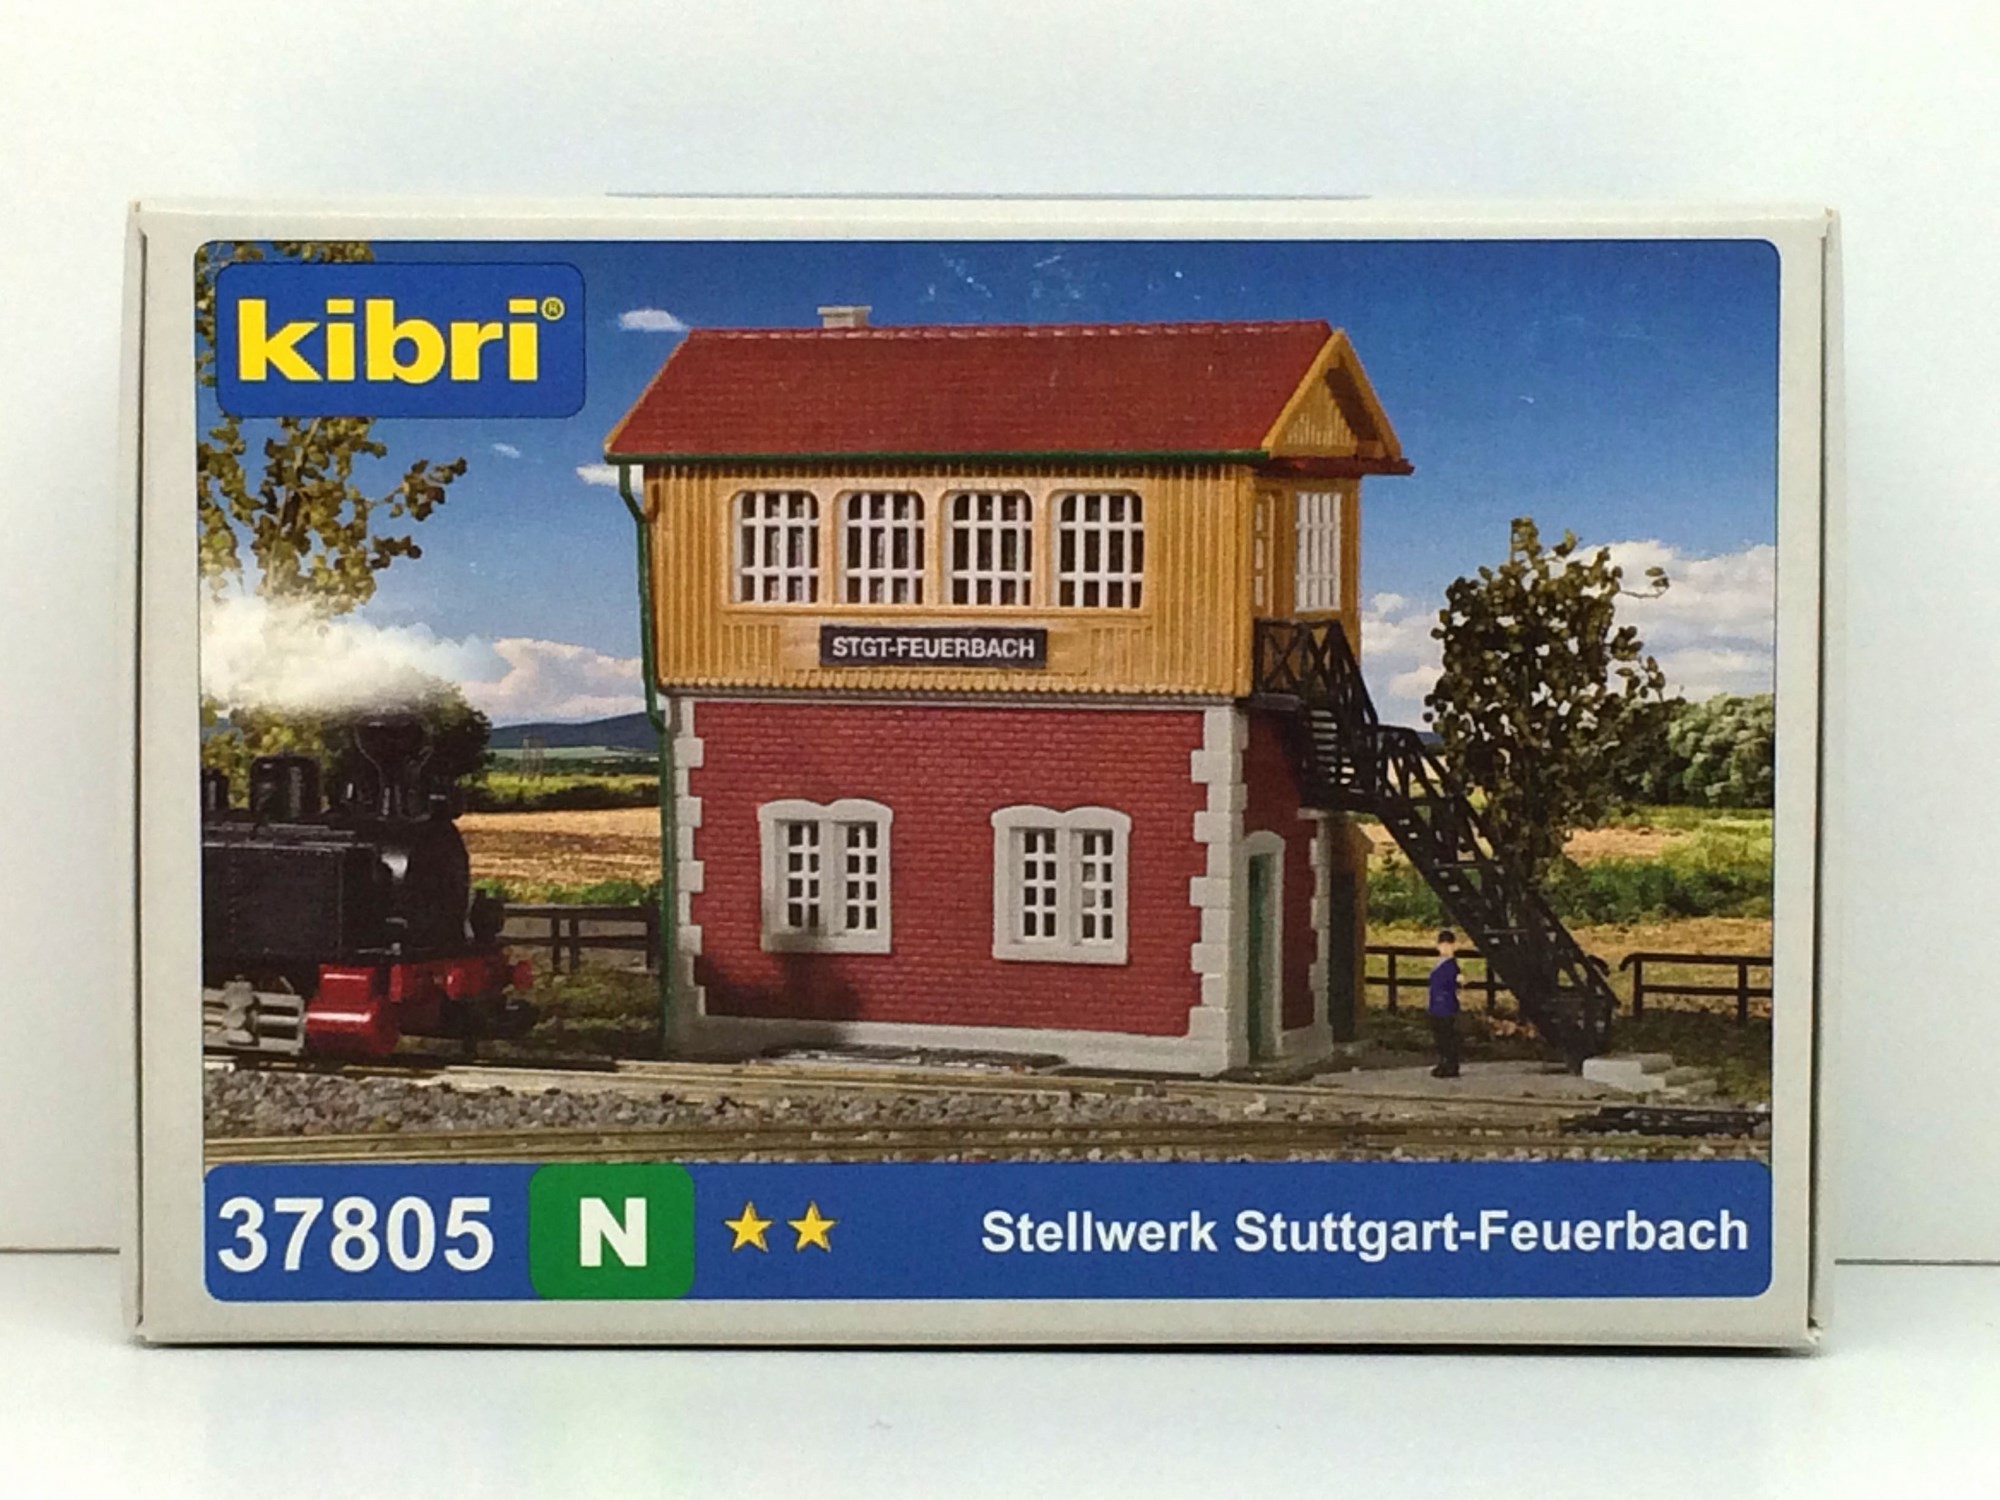 kibri®
STGT-FEUERBACH
37805 N Stellwerk Stuttgart-Feuerbach